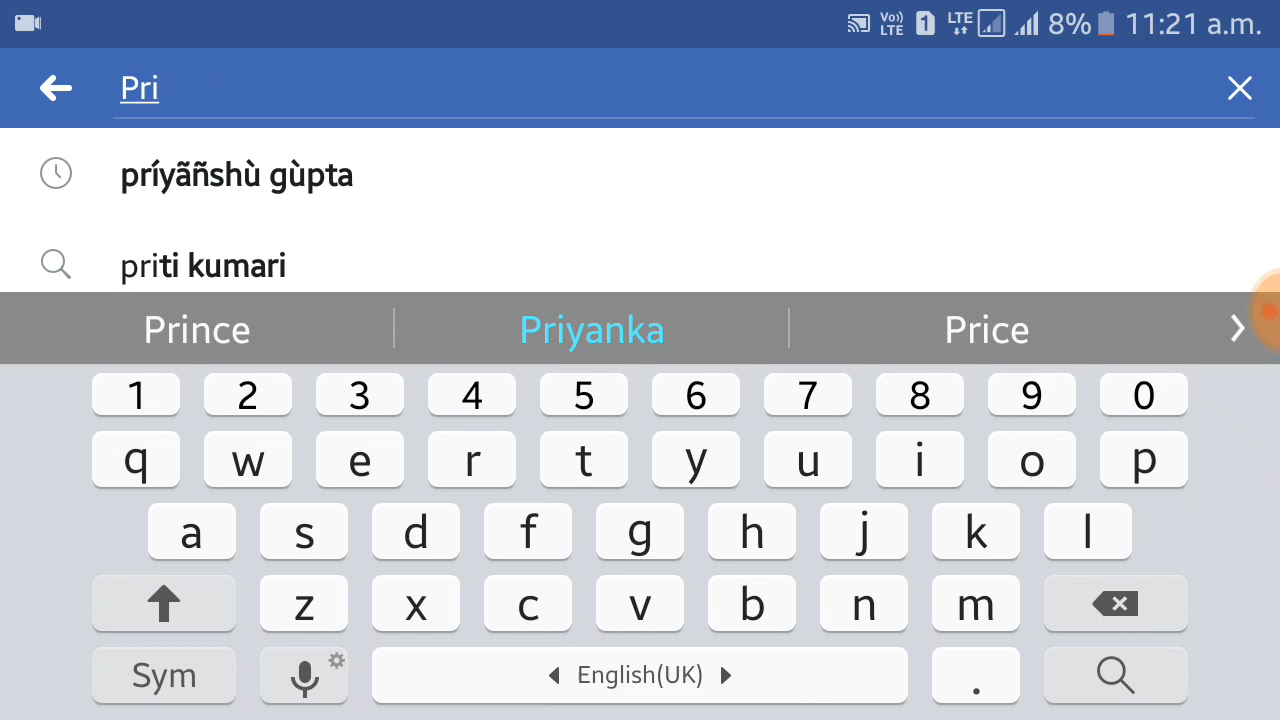 Vo)) LTE 1 LTE 8% 11:21 a.m.
Pri
príyãñshù gùpta
priti kumari
Prince Priyanka Price
1 2 3 4 5 6 7 8 9 0
q w e r t y u i o p
a s d f g h j k l
z x c v b n m
Sym English(UK) .